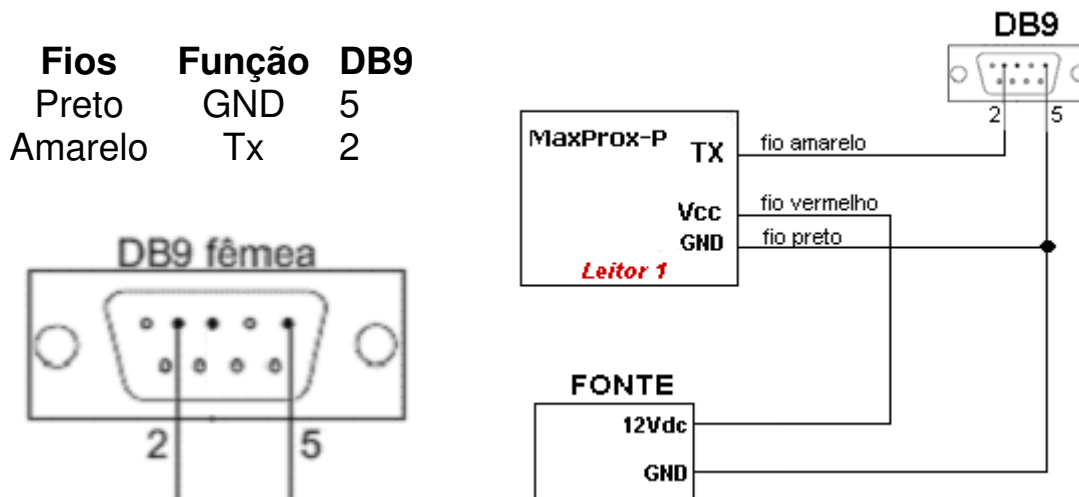 Fios Função DB9
Preto GND 5
Amarelo Tx 2
DB9 fêmea
2 5
DB9
2 5
MaxProx-P
TX fio amarelo
Vcc fio vermelho
GND fio preto
Leitor 1
FONTE
12Vdc
GND